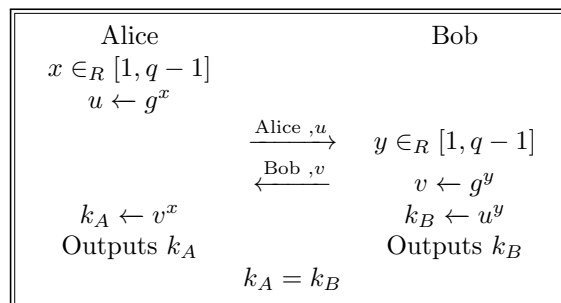 Alice Bob
x ∈_R [1, q − 1]
u ← g^x
Alice ,u → y ∈_R [1, q − 1]
Bob ,v ← v ← g^y
k_A ← v^x k_B ← u^y
Outputs k_A Outputs k_B
k_A = k_B